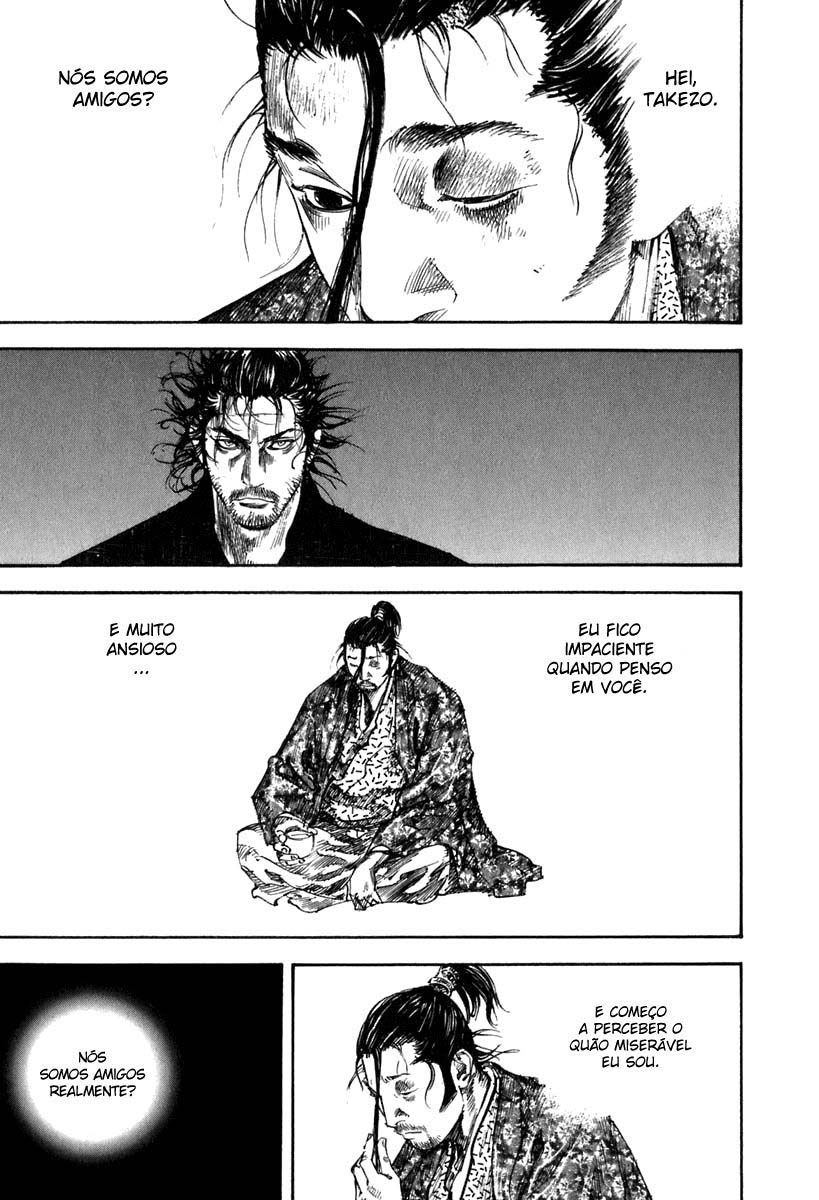 HEI,
TAKEZO.
NÓS SOMOS
AMIGOS?
EU FICO
IMPACIENTE
QUANDO PENSO
EM VOCÊ.
E MUITO
ANSIOSO
...
E COMEÇO
A PERCEBER O
QUÃO MISERÁVEL
EU SOU.
NÓS
SOMOS AMIGOS
REALMENTE?